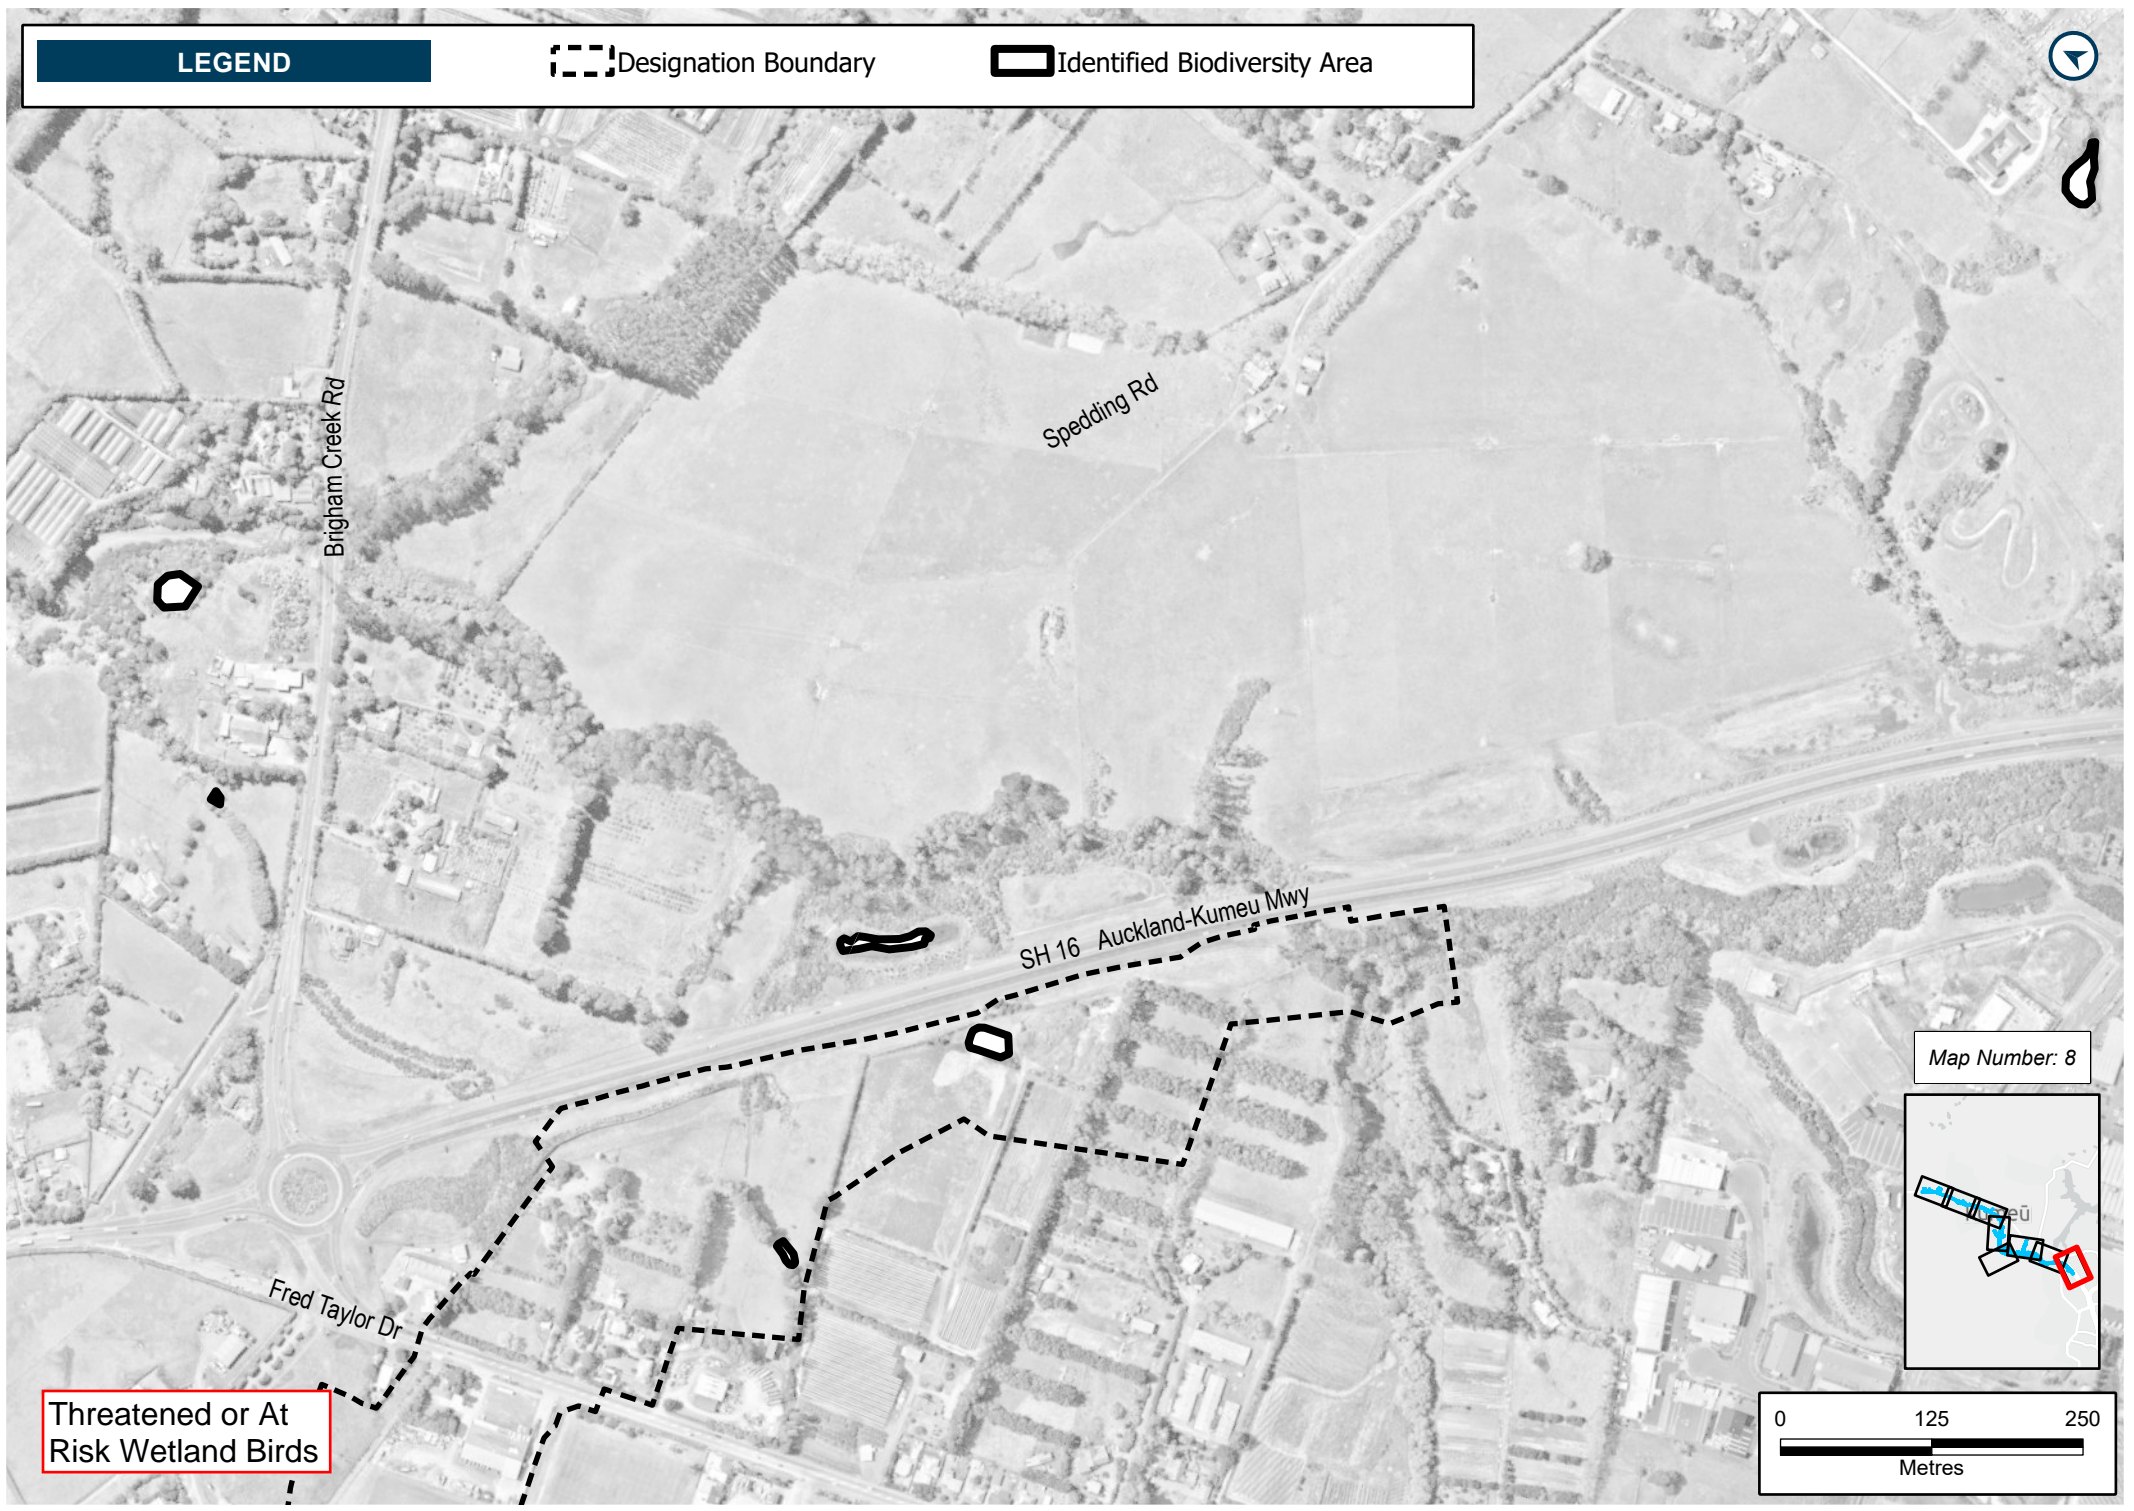 LEGEND
Designation Boundary
Identified Biodiversity Area
Brigham Creek Rd
Spedding Rd
SH 16 Auckland-Kumeu Mwy
Fred Taylor Dr
Map Number: 8
Threatened or At
Risk Wetland Birds
0 125 250
Metres